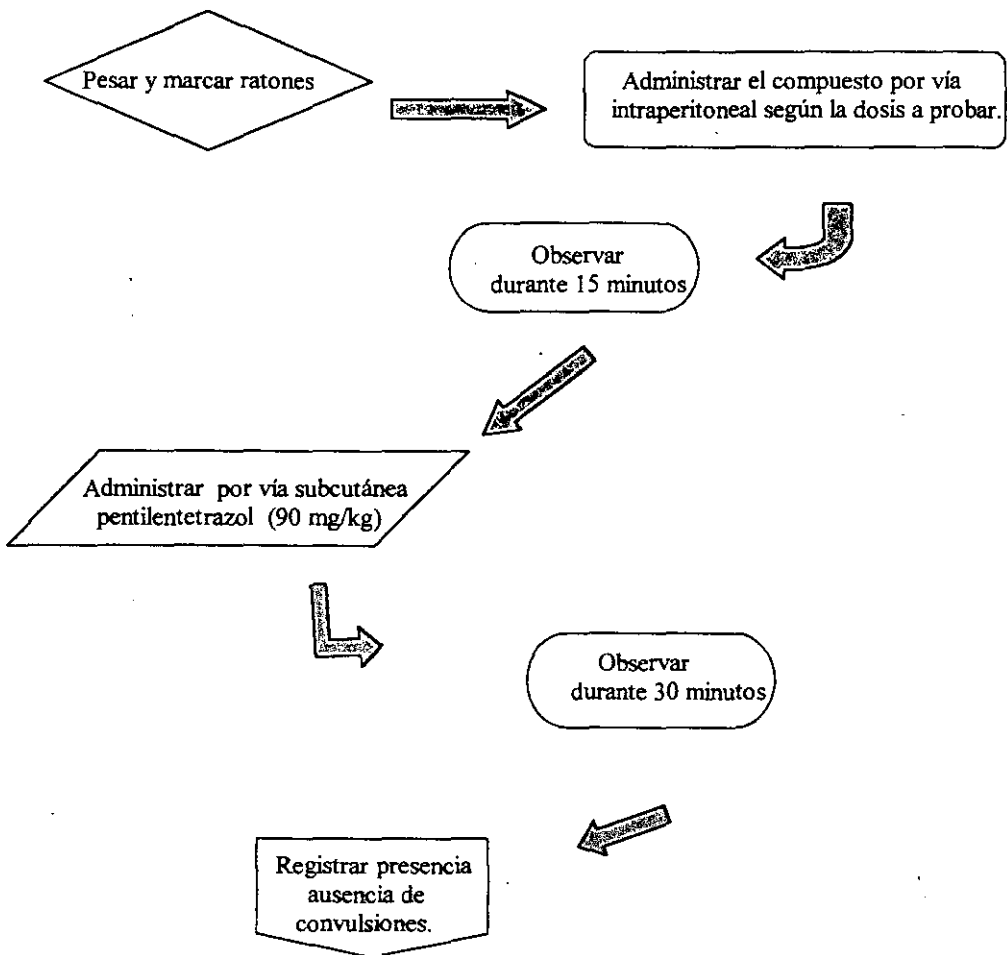 Pesar y marcar ratones
Administrar el compuesto por vía
intraperitoneal según la dosis a probar.
Observar
durante 15 minutos
Administrar por vía subcutánea
pentilentetrazol (90 mg/kg)
Observar
durante 30 minutos
Registrar presencia
ausencia de
convulsiones.